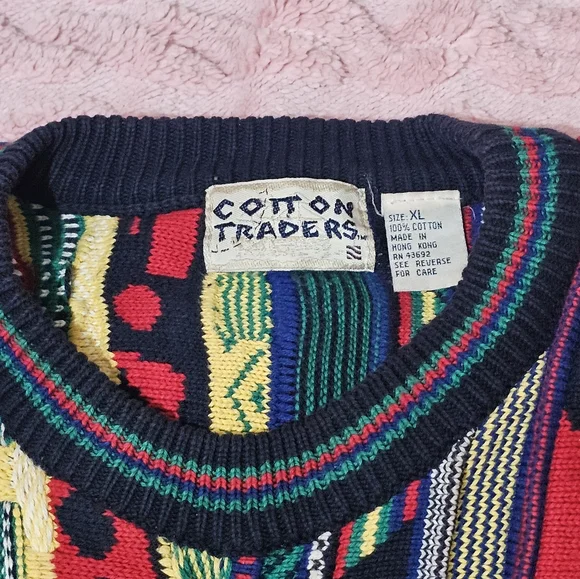 COTTON
TRADERS
SIZE: XL
100% COTTON
MADE IN
HONG KONG
RN 43692
SEE REVERSE
FOR CARE